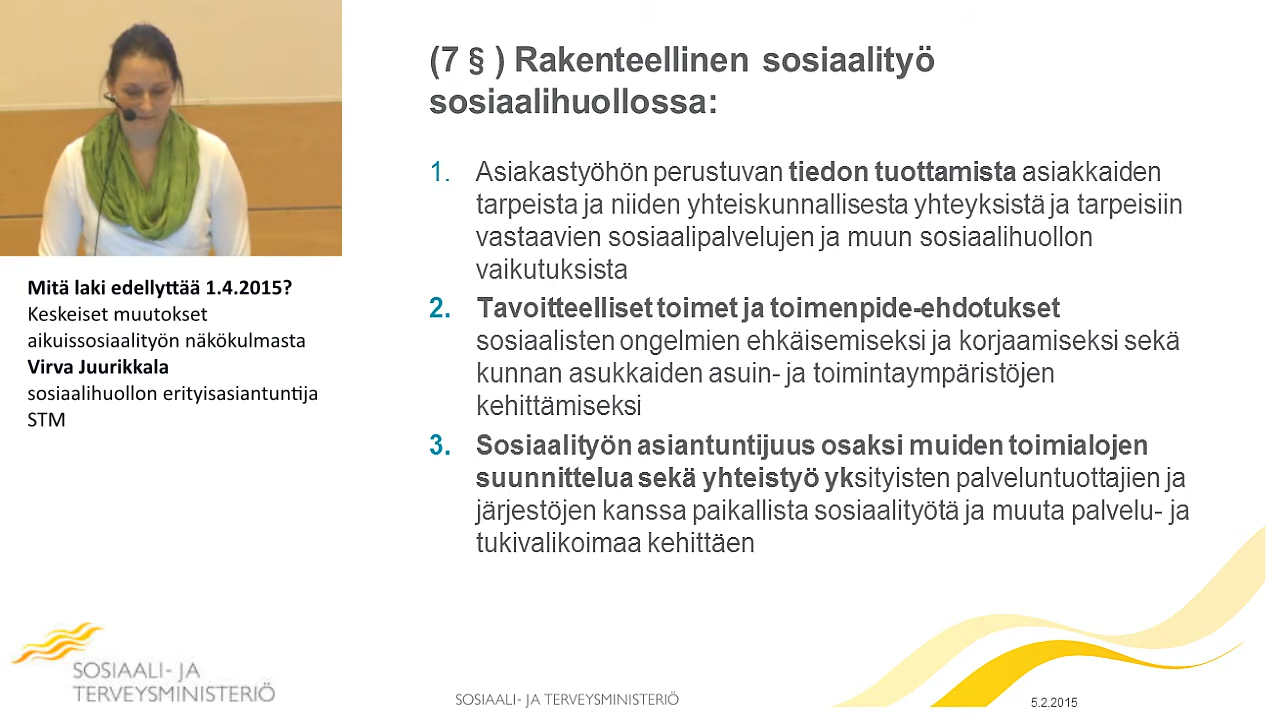 (7 § ) Rakenteellinen sosiaalityö
sosiaalihuollossa:
1. Asiakastyöhön perustuvan tiedon tuottamista asiakkaiden
tarpeista ja niiden yhteiskunnallisesta yhteyksistä ja tarpeisiin
vastaavien sosiaalipalvelujen ja muun sosiaalihuollon
vaikutuksista
2. Tavoitteelliset toimet ja toimenpide-ehdotukset
sosiaalisten ongelmien ehkäisemiseksi ja korjaamiseksi sekä
kunnan asukkaiden asuin- ja toimintaympäristöjen
kehittämiseksi
3. Sosiaalityön asiantuntijuus osaksi muiden toimialojen
suunnittelua sekä yhteistyö yksityisten palveluntuottajien ja
järjestöjen kanssa paikallista sosiaalityötä ja muuta palvelu- ja
tukivalikoimaa kehittäen
Mitä laki edellyttää 1.4.2015?
Keskeiset muutokset
aikuissosiaalityön näkökulmasta
Virva Juurikkala
sosiaalihuollon erityisasiantuntija
STM
SOSIAALI- JA
TERVEYSMINISTERIÖ
SOSIAALI- JA TERVEYSMINISTERIÖ
5.2.2015